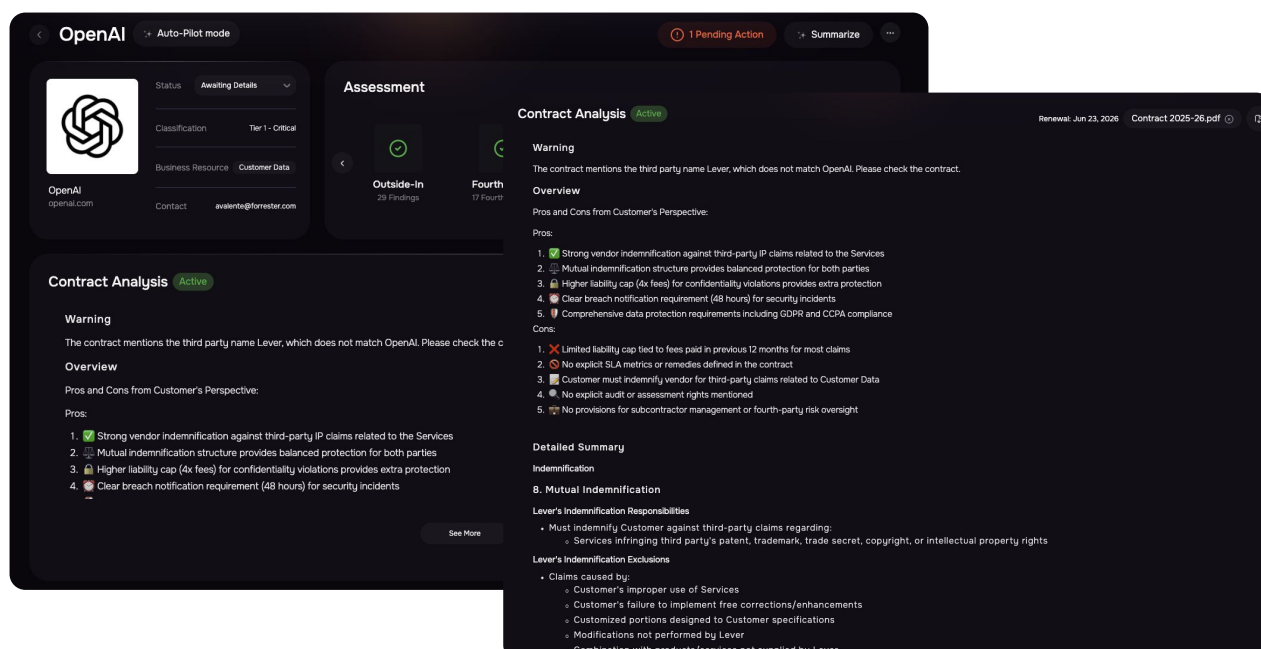 OpenAI
Auto-Pilot mode
1 Pending Action
Summarize
Status
Awaiting Details
Classification
Tier 1 - Critical
Business Resource
Customer Data
Contact
avalente@forrester.com
OpenAI
openai.com
Assessment
Outside-In
29 Findings
Fourth
17 Fourth
Contract Analysis
Active
Warning
The contract mentions the third party name Lever, which does not match OpenAI. Please check the c
Overview
Pros and Cons from Customer's Perspective:
Pros:
1. ✅ Strong vendor indemnification against third-party IP claims related to the Services
2. ⚖️ Mutual indemnification structure provides balanced protection for both parties
3. 🔒 Higher liability cap (4x fees) for confidentiality violations provides extra protection
4. ⏰ Clear breach notification requirement (48 hours) for security incidents
See More
Contract Analysis
Active
Renewal: Jun 23, 2026
Contract 2025-26.pdf
Warning
The contract mentions the third party name Lever, which does not match OpenAI. Please check the contract.
Overview
Pros and Cons from Customer's Perspective:
Pros:
1. ✅ Strong vendor indemnification against third-party IP claims related to the Services
2. ⚖️ Mutual indemnification structure provides balanced protection for both parties
3. 🔒 Higher liability cap (4x fees) for confidentiality violations provides extra protection
4. ⏰ Clear breach notification requirement (48 hours) for security incidents
5. 🛡️ Comprehensive data protection requirements including GDPR and CCPA compliance
Cons:
1. ❌ Limited liability cap tied to fees paid in previous 12 months for most claims
2. 🚫 No explicit SLA metrics or remedies defined in the contract
3. 📝 Customer must indemnify vendor for third-party claims related to Customer Data
4. 🔍 No explicit audit or assessment rights mentioned
5. 💼 No provisions for subcontractor management or fourth-party risk oversight
Detailed Summary
Indemnification
8. Mutual Indemnification
Lever's Indemnification Responsibilities
• Must indemnify Customer against third-party claims regarding:
◦ Services infringing third party's patent, trademark, trade secret, copyright, or intellectual property rights
Lever's Indemnification Exclusions
• Claims caused by:
◦ Customer's improper use of Services
◦ Customer's failure to implement free corrections/enhancements
◦ Customized portions designed to Customer specifications
◦ Modifications not performed by Lever
◦ Combination with products/services not supplied by Lever